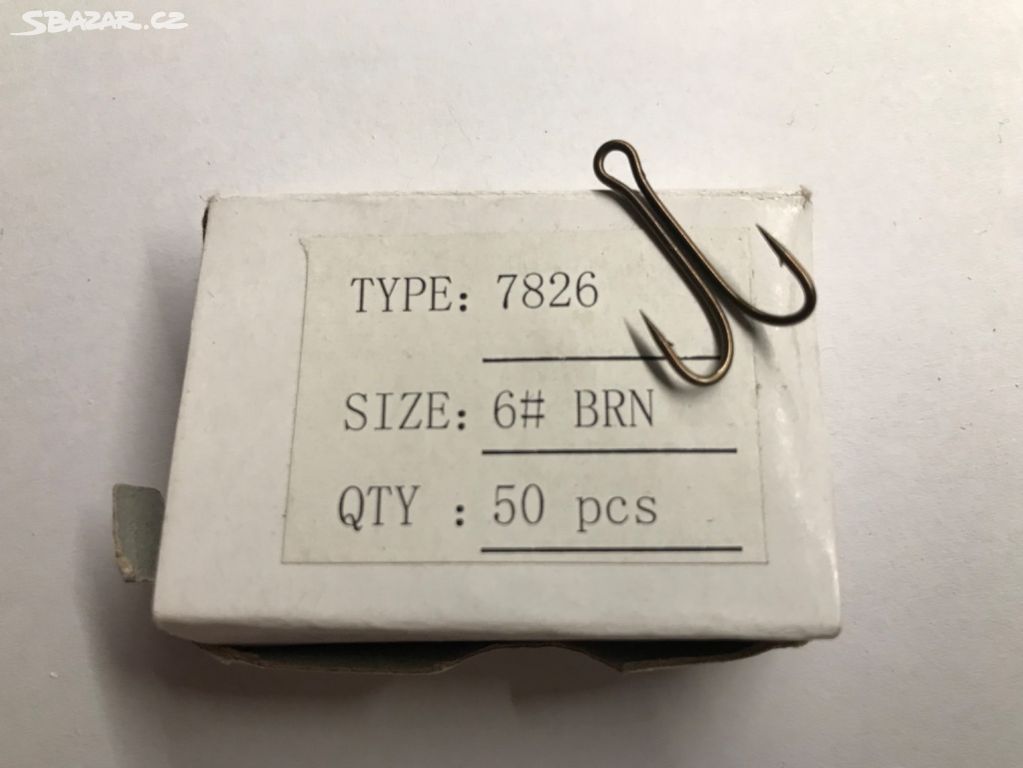 SBAZAR.CZ
TYPE: 7826
SIZE: 6# BRN
QTY : 50 pcs